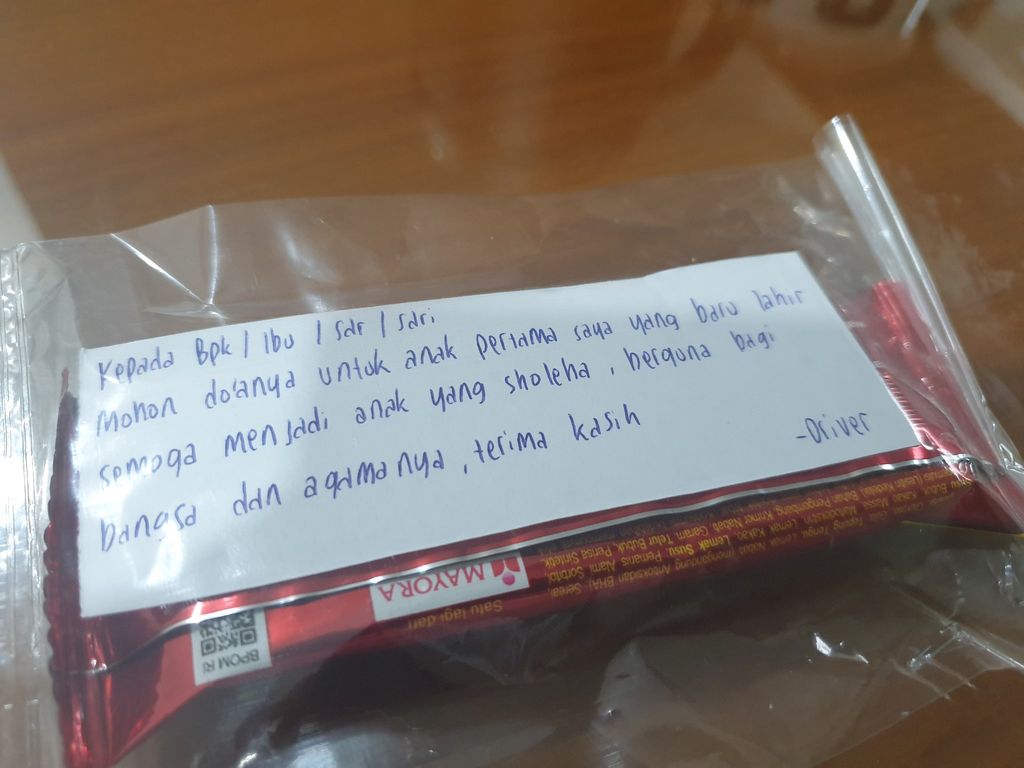 Kepada Bpk / Ibu / sdr / sdri
Mohon do'anya untuk anak pertama saya yang baru lahir
semoga menjadi anak yang sholeha, berguna bagi
bangsa dan agamanya, terima kasih
-Driver
Satu lagi dari
MAYORA
BPOM RI